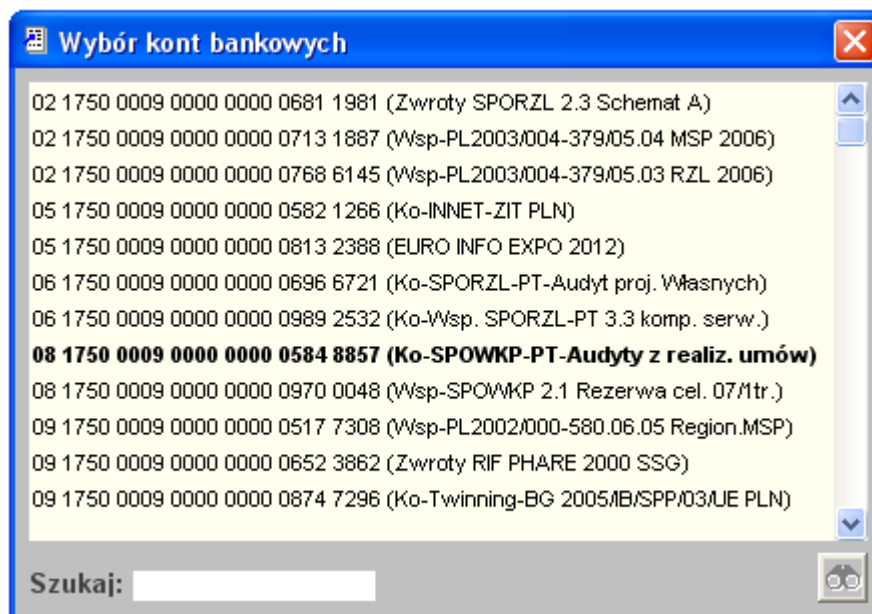 Wybór kont bankowych
02 1750 0009 0000 0000 0681 1981 (Zwroty SPORZL 2.3 Schemat A)
02 1750 0009 0000 0000 0713 1887 (Wsp-PL2003/004-379/05.04 MSP 2006)
02 1750 0009 0000 0000 0768 6145 (Wsp-PL2003/004-379/05.03 RZL 2006)
05 1750 0009 0000 0000 0582 1266 (Ko-INNET-ZIT PLN)
05 1750 0009 0000 0000 0813 2388 (EURO INFO EXPO 2012)
06 1750 0009 0000 0000 0696 6721 (Ko-SPORZL-PT-Audyt proj. Własnych)
06 1750 0009 0000 0000 0989 2532 (Ko-Wsp. SPORZL-PT 3.3 komp. serw.)
08 1750 0009 0000 0000 0584 8857 (Ko-SPOWKP-PT-Audyty z realiz. umów)
08 1750 0009 0000 0000 0970 0048 (Wsp-SPOWKP 2.1 Rezerwa cel. 07/1tr.)
09 1750 0009 0000 0000 0517 7308 (Wsp-PL2002/000-580.06.05 Region.MSP)
09 1750 0009 0000 0000 0652 3862 (Zwroty RIF PHARE 2000 SSG)
09 1750 0009 0000 0000 0874 7296 (Ko-Twinning-BG 2005/IB/SPP/03/UE PLN)
Szukaj: